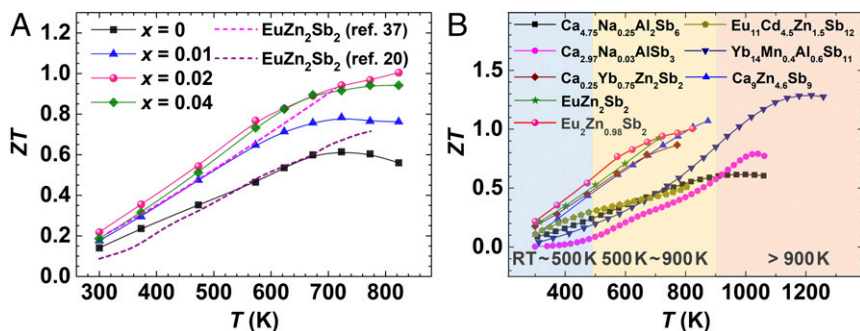 A
ZT
1.2
1.0
0.8
0.6
0.4
0.2
0.0
x = 0
x = 0.01
x = 0.02
x = 0.04
EuZn₂Sb₂ (ref. 37)
EuZn₂Sb₂ (ref. 20)
300 400 500 600 700 800
T (K)
B
ZT
1.5
1.0
0.5
0.0
Ca₄.₇₅Na₀.₂₅Al₂Sb₆
Ca₂.₉₇Na₀.₀₃AlSb₃
Ca₀.₂₅Yb₀.₇₅Zn₂Sb₂
EuZn₂Sb₂
Eu₂Zn₀.₉₈Sb₂
Eu₁₁Cd₄.₅Zn₁.₅Sb₁₂
Yb₁₄Mn₀.₄Al₀.₆Sb₁₁
Ca₉Zn₄.₆Sb₉
RT~500K 500K~900K > 900K
400 600 800 1000 1200 1400
T (K)